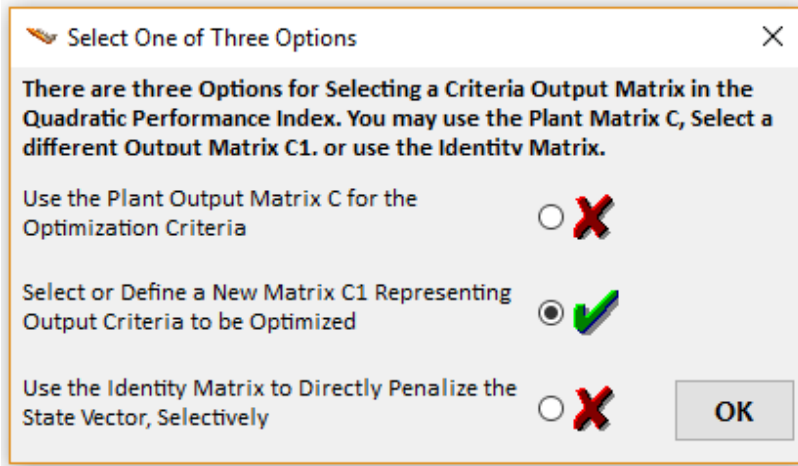 Select One of Three Options
There are three Options for Selecting a Criteria Output Matrix in the
Quadratic Performance Index. You may use the Plant Matrix C, Select a
different Output Matrix C1, or use the Identity Matrix.
Use the Plant Output Matrix C for the
Optimization Criteria
Select or Define a New Matrix C1 Representing
Output Criteria to be Optimized
Use the Identity Matrix to Directly Penalize the
State Vector, Selectively
OK